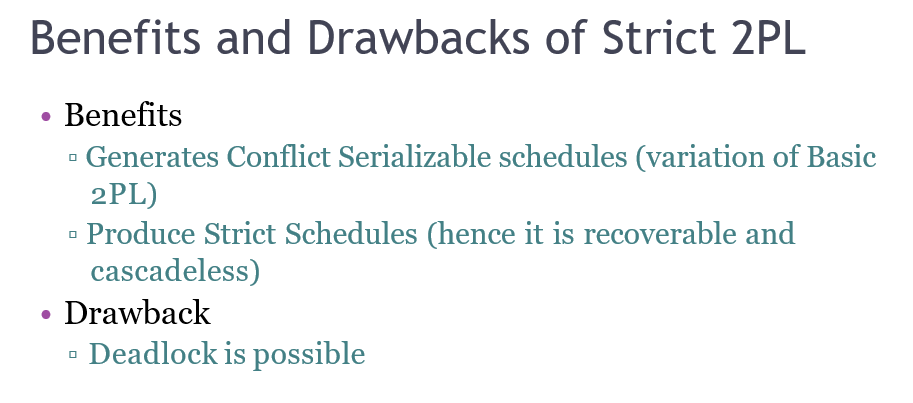 Benefits and Drawbacks of Strict 2PL
• Benefits
▫ Generates Conflict Serializable schedules (variation of Basic
2PL)
▫ Produce Strict Schedules (hence it is recoverable and
cascadeless)
• Drawback
▫ Deadlock is possible